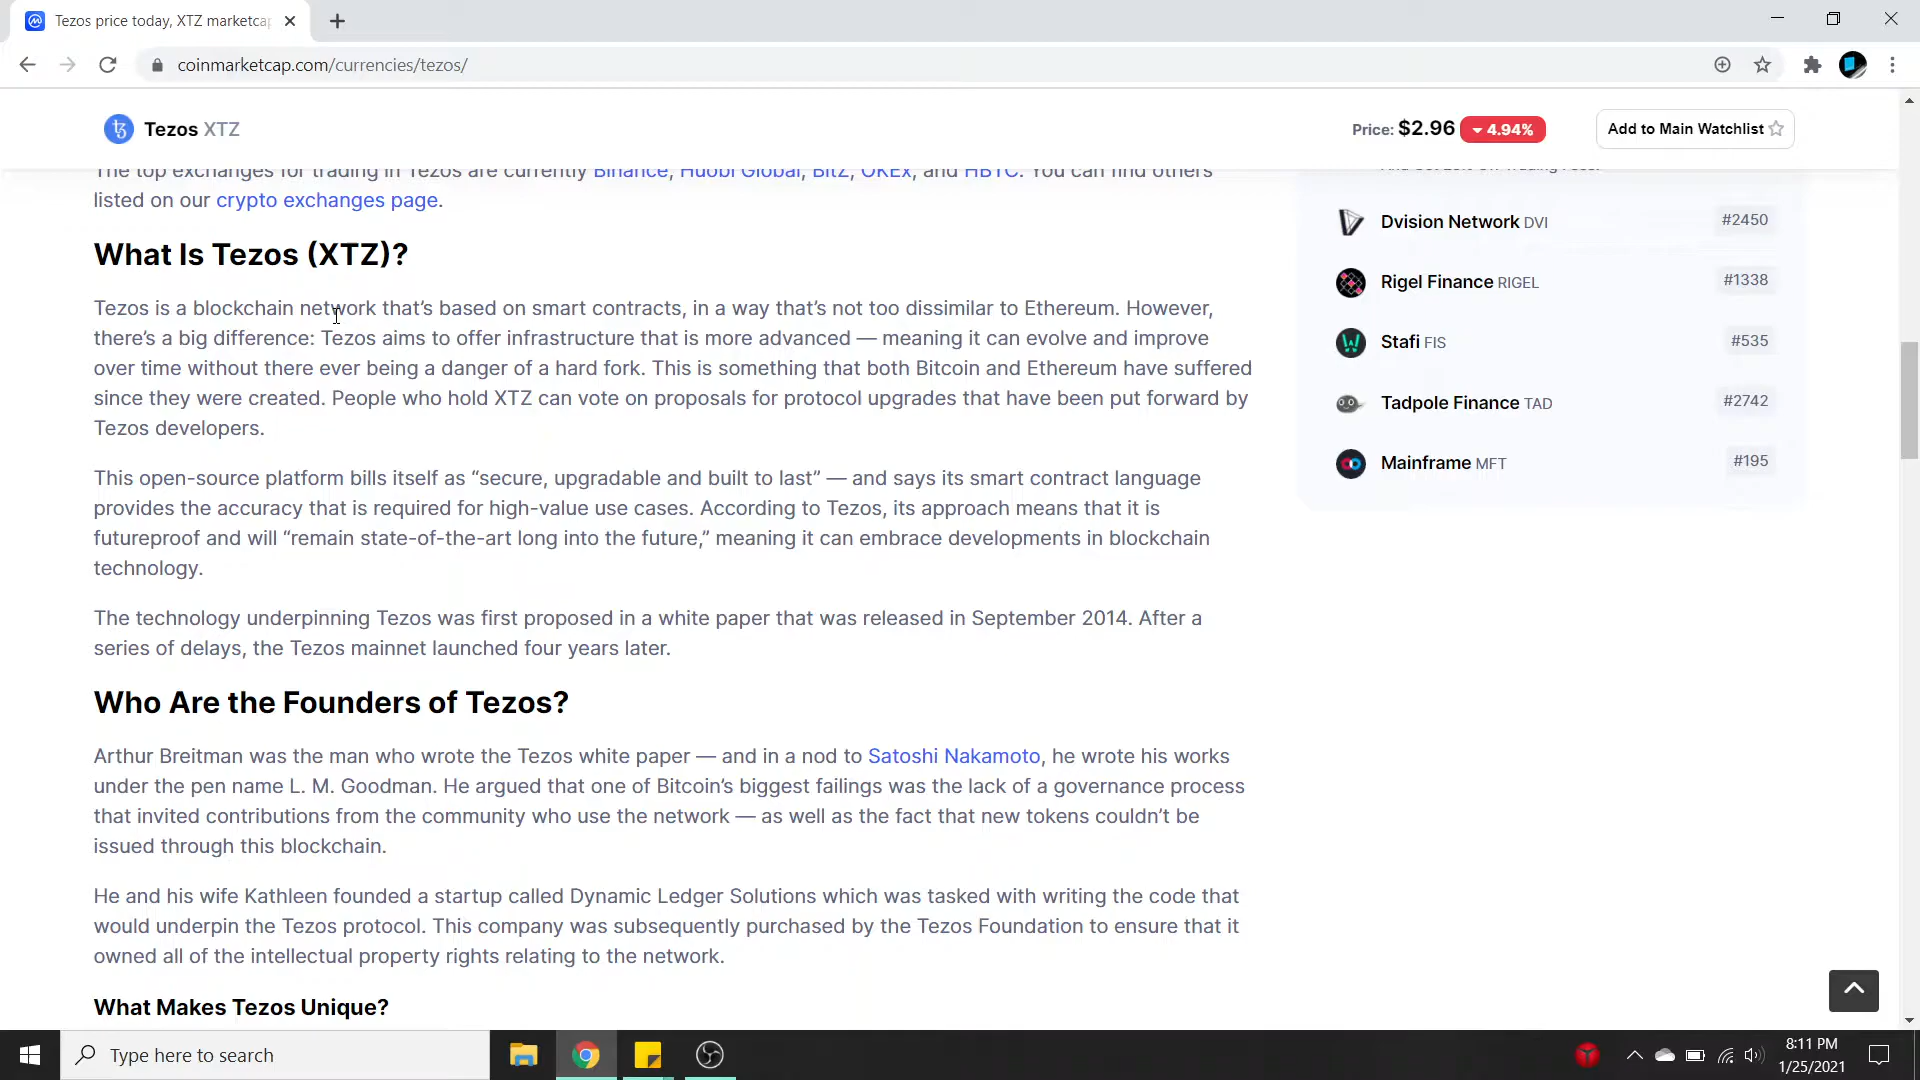 Tezos price today, XTZ marketcap
coinmarketcap.com/currencies/tezos/
Tezos XTZ
Price: $2.96 4.94%
Add to Main Watchlist
The top exchanges for trading in Tezos are currently Binance, Huobi Global, BitZ, OKEx, and HBTC. You can find others
listed on our crypto exchanges page.
What Is Tezos (XTZ)?
Tezos is a blockchain network that’s based on smart contracts, in a way that’s not too dissimilar to Ethereum. However,
there’s a big difference: Tezos aims to offer infrastructure that is more advanced — meaning it can evolve and improve
over time without there ever being a danger of a hard fork. This is something that both Bitcoin and Ethereum have suffered
since they were created. People who hold XTZ can vote on proposals for protocol upgrades that have been put forward by
Tezos developers.
This open-source platform bills itself as “secure, upgradable and built to last” — and says its smart contract language
provides the accuracy that is required for high-value use cases. According to Tezos, its approach means that it is
futureproof and will “remain state-of-the-art long into the future,” meaning it can embrace developments in blockchain
technology.
The technology underpinning Tezos was first proposed in a white paper that was released in September 2014. After a
series of delays, the Tezos mainnet launched four years later.
Who Are the Founders of Tezos?
Arthur Breitman was the man who wrote the Tezos white paper — and in a nod to Satoshi Nakamoto, he wrote his works
under the pen name L. M. Goodman. He argued that one of Bitcoin’s biggest failings was the lack of a governance process
that invited contributions from the community who use the network — as well as the fact that new tokens couldn’t be
issued through this blockchain.
He and his wife Kathleen founded a startup called Dynamic Ledger Solutions which was tasked with writing the code that
would underpin the Tezos protocol. This company was subsequently purchased by the Tezos Foundation to ensure that it
owned all of the intellectual property rights relating to the network.
What Makes Tezos Unique?
Dvision Network DVI #2450
Rigel Finance RIGEL #1338
Stafi FIS #535
Tadpole Finance TAD #2742
Mainframe MFT #195
Type here to search
8:11 PM
1/25/2021